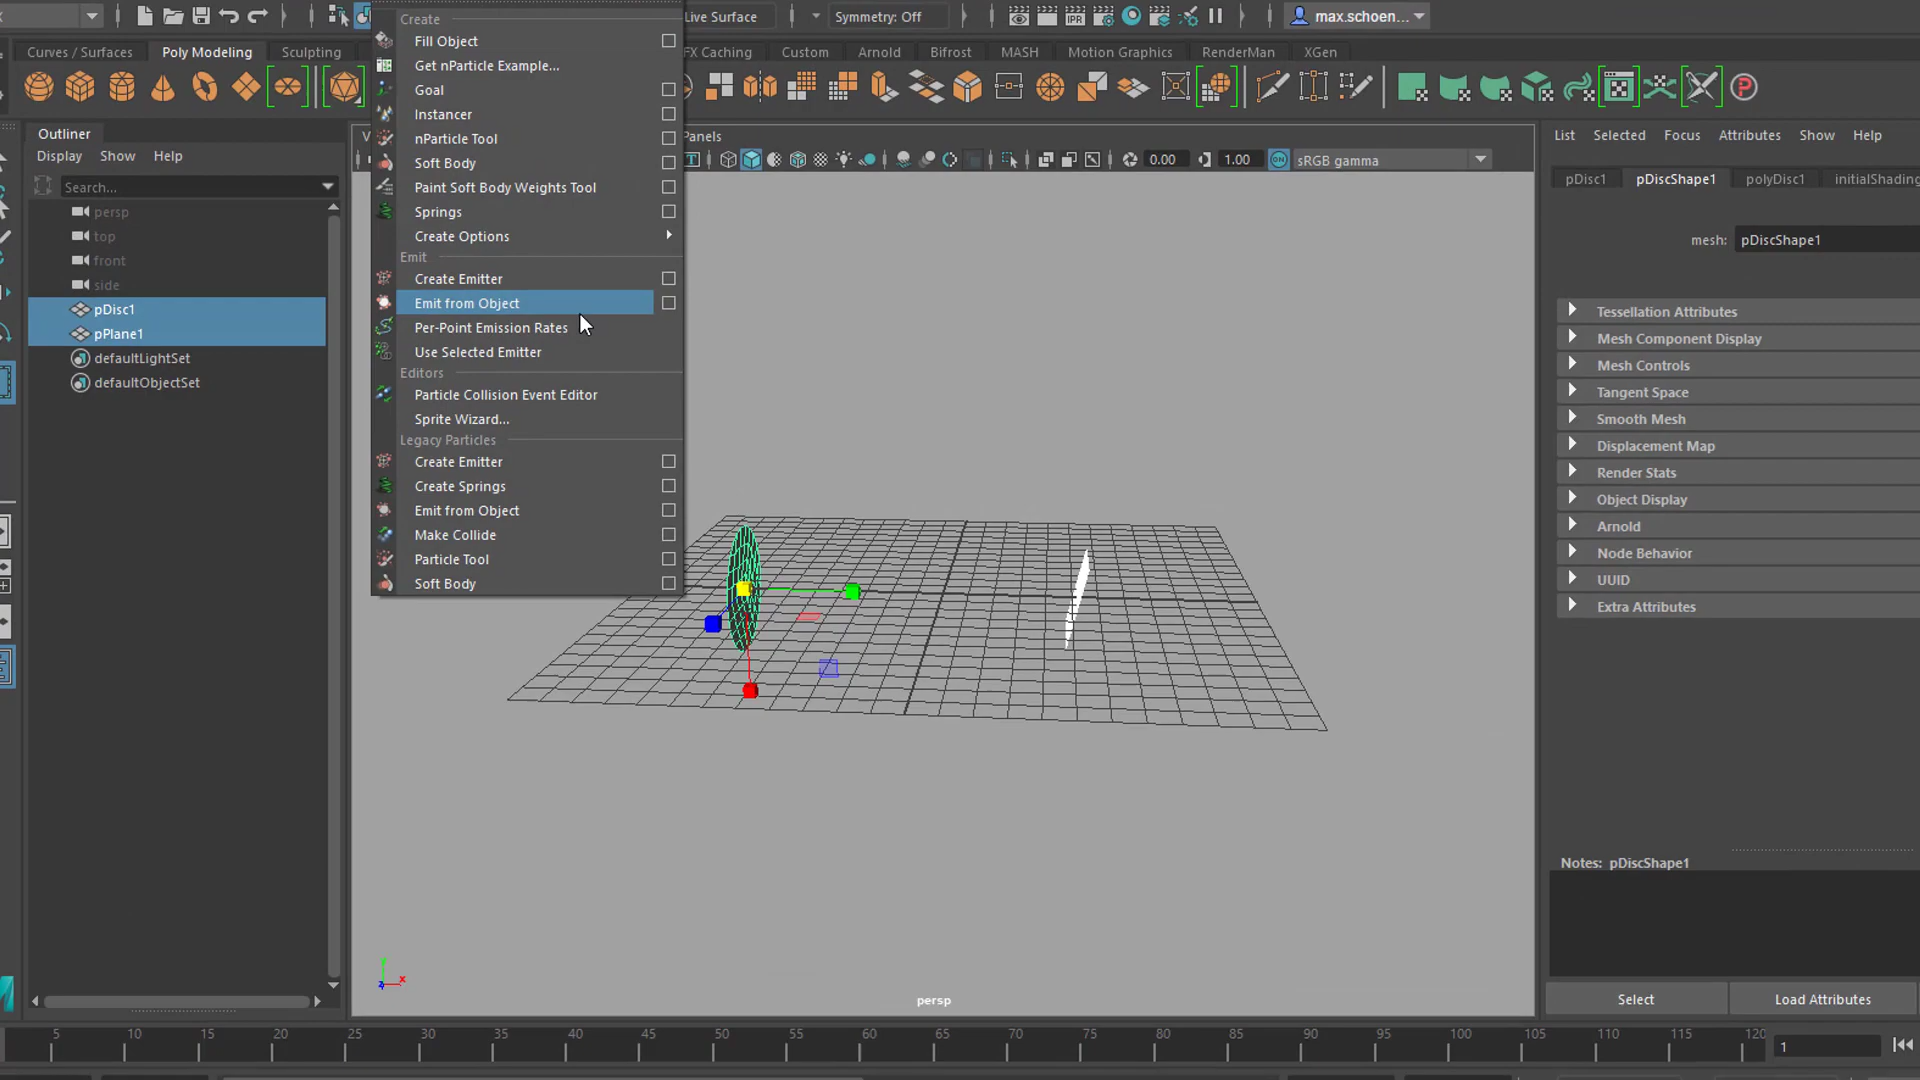 Live Surface
Symmetry: Off
IPR
max.schoen...
Curves / Surfaces
Poly Modeling
Sculpting
FX Caching
Custom
Arnold
Bifrost
MASH
Motion Graphics
RenderMan
XGen
Outliner
Display Show Help
Search...
persp
top
front
side
pDisc1
pPlane1
defaultLightSet
defaultObjectSet
Create
Fill Object
Get nParticle Example...
Goal
Instancer
nParticle Tool
Soft Body
Paint Soft Body Weights Tool
Springs
Create Options
Emit
Create Emitter
Emit from Object
Per-Point Emission Rates
Use Selected Emitter
Editors
Particle Collision Event Editor
Sprite Wizard...
Legacy Particles
Create Emitter
Create Springs
Emit from Object
Make Collide
Particle Tool
Soft Body
Panels
0.00
1.00
ON
sRGB gamma
persp
List Selected Focus Attributes Show Help
pDisc1 pDiscShape1 polyDisc1 initialShading
mesh: pDiscShape1
Tessellation Attributes
Mesh Component Display
Mesh Controls
Tangent Space
Smooth Mesh
Displacement Map
Render Stats
Object Display
Arnold
Node Behavior
UUID
Extra Attributes
Notes: pDiscShape1
Select
Load Attributes
5 10 15 20 25 30 35 40 45 50 55 60 65 70 75 80 85 90 95 100 105 110 115 120
1